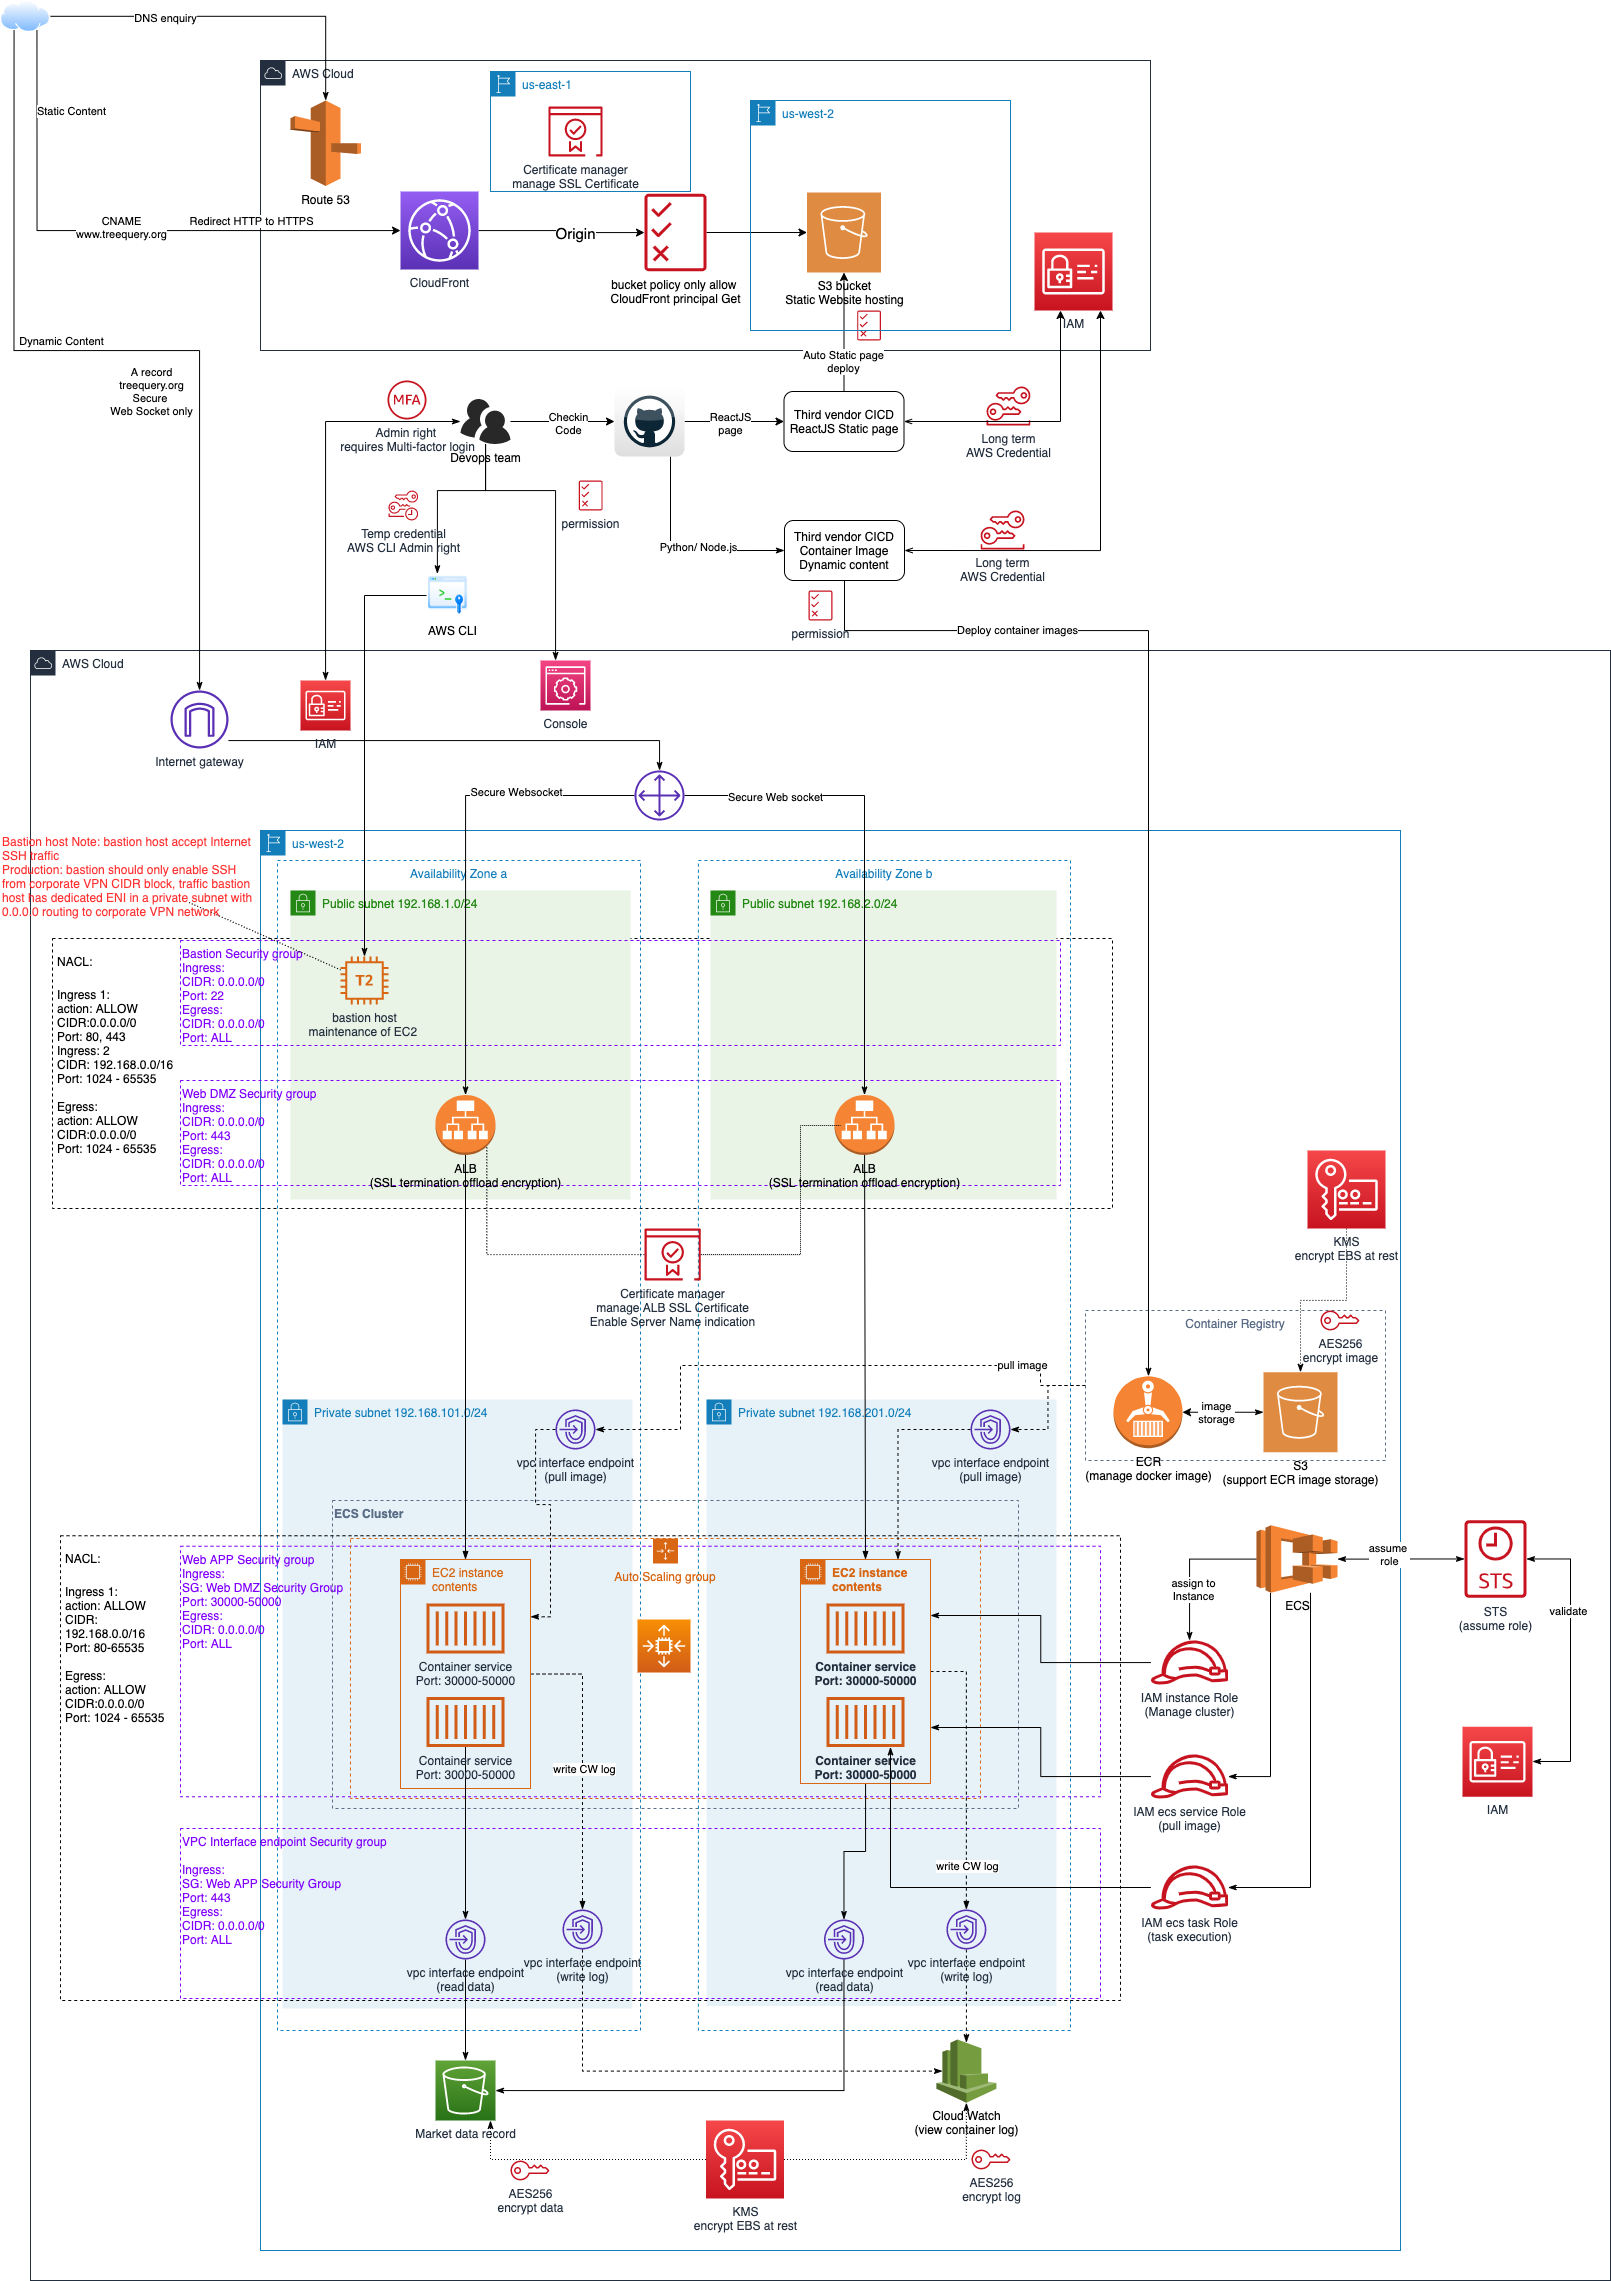 DNS enquiry
AWS Cloud
us-east-1
Certificate manager
manage SSL Certificate
us-west-2
Static Content
Route 53
CNAME
www.treequery.org
Redirect HTTP to HTTPS
CloudFront
Origin
bucket policy only allow
CloudFront principal Get
S3 bucket
Static Website hosting
IAM
Dynamic Content
A record
treequery.org
Secure
Web Socket only
Auto Static page
deploy
MFA
Admin right
requires Multi-factor login
Devops team
Checkin
Code
ReactJS
page
Third vendor CICD
ReactJS Static page
Long term
AWS Credential
Temp credential
AWS CLI Admin right
permission
Python/ Node.js
Third vendor CICD
Container Image
Dynamic content
Long term
AWS Credential
>_
AWS CLI
permission
Deploy container images
AWS Cloud
Internet gateway
IAM
Console
Secure Websocket
Secure Web socket
Bastion host Note: bastion host accept Internet
SSH traffic
Production: bastion should only enable SSH
from corporate VPN CIDR block, traffic bastion
host has dedicated ENI in a private subnet with
0.0.0.0 routing to corporate VPN network
us-west-2
Availability Zone a
Availability Zone b
Public subnet 192.168.1.0/24
Public subnet 192.168.2.0/24
NACL:
Ingress 1:
action: ALLOW
CIDR:0.0.0.0/0
Port: 80, 443
Ingress: 2
CIDR: 192.168.0.0/16
Port: 1024 - 65535
Egress:
action: ALLOW
CIDR:0.0.0.0/0
Port: 1024 - 65535
Bastion Security group
Ingress:
CIDR: 0.0.0.0/0
Port: 22
Egress:
CIDR: 0.0.0.0/0
Port: ALL
T2
bastion host
maintenance of EC2
Web DMZ Security group
Ingress:
CIDR: 0.0.0.0/0
Port: 443
Egress:
CIDR: 0.0.0.0/0
Port: ALL
ALB
(SSL termination offload encryption)
ALB
(SSL termination offload encryption)
Certificate manager
manage ALB SSL Certificate
Enable Server Name indication
KMS
encrypt EBS at rest
Container Registry
AES256
encrypt image
pull image
image
storage
ECR
(manage docker image)
S3
(support ECR image storage)
Private subnet 192.168.101.0/24
Private subnet 192.168.201.0/24
vpc interface endpoint
(pull image)
vpc interface endpoint
(pull image)
ECS Cluster
NACL:
Ingress 1:
action: ALLOW
CIDR:
192.168.0.0/16
Port: 80-65535
Egress:
action: ALLOW
CIDR:0.0.0.0/0
Port: 1024 - 65535
Web APP Security group
Ingress:
SG: Web DMZ Security Group
Port: 30000-50000
Egress:
CIDR: 0.0.0.0/0
Port: ALL
EC2 instance
contents
Container service
Port: 30000-50000
Container service
Port: 30000-50000
Auto Scaling group
EC2 instance
contents
Container service
Port: 30000-50000
Container service
Port: 30000-50000
ECS
assume
role
STS
STS
(assume role)
validate
assign to
Instance
IAM instance Role
(Manage cluster)
IAM ecs service Role
(pull image)
IAM
IAM ecs task Role
(task execution)
write CW log
write CW log
VPC Interface endpoint Security group
Ingress:
SG: Web APP Security Group
Port: 443
Egress:
CIDR: 0.0.0.0/0
Port: ALL
vpc interface endpoint
(read data)
vpc interface endpoint
(write log)
vpc interface endpoint
(read data)
vpc interface endpoint
(write log)
Market data record
Cloud Watch
(view container log)
AES256
encrypt data
KMS
encrypt EBS at rest
AES256
encrypt log